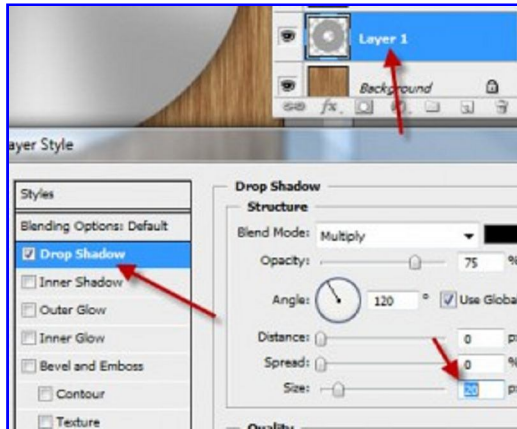 Layer 1
Background
fx.
ayer Style
Styles
Blending Options: Default
Drop Shadow
Inner Shadow
Outer Glow
Inner Glow
Bevel and Emboss
Contour
Texture
Drop Shadow
Structure
Blend Mode: Multiply
Opacity: 75 %
Angle: 120 ° Use Globa
Distance: 0 p
Spread: 0 %
Size: 20 p
Quality